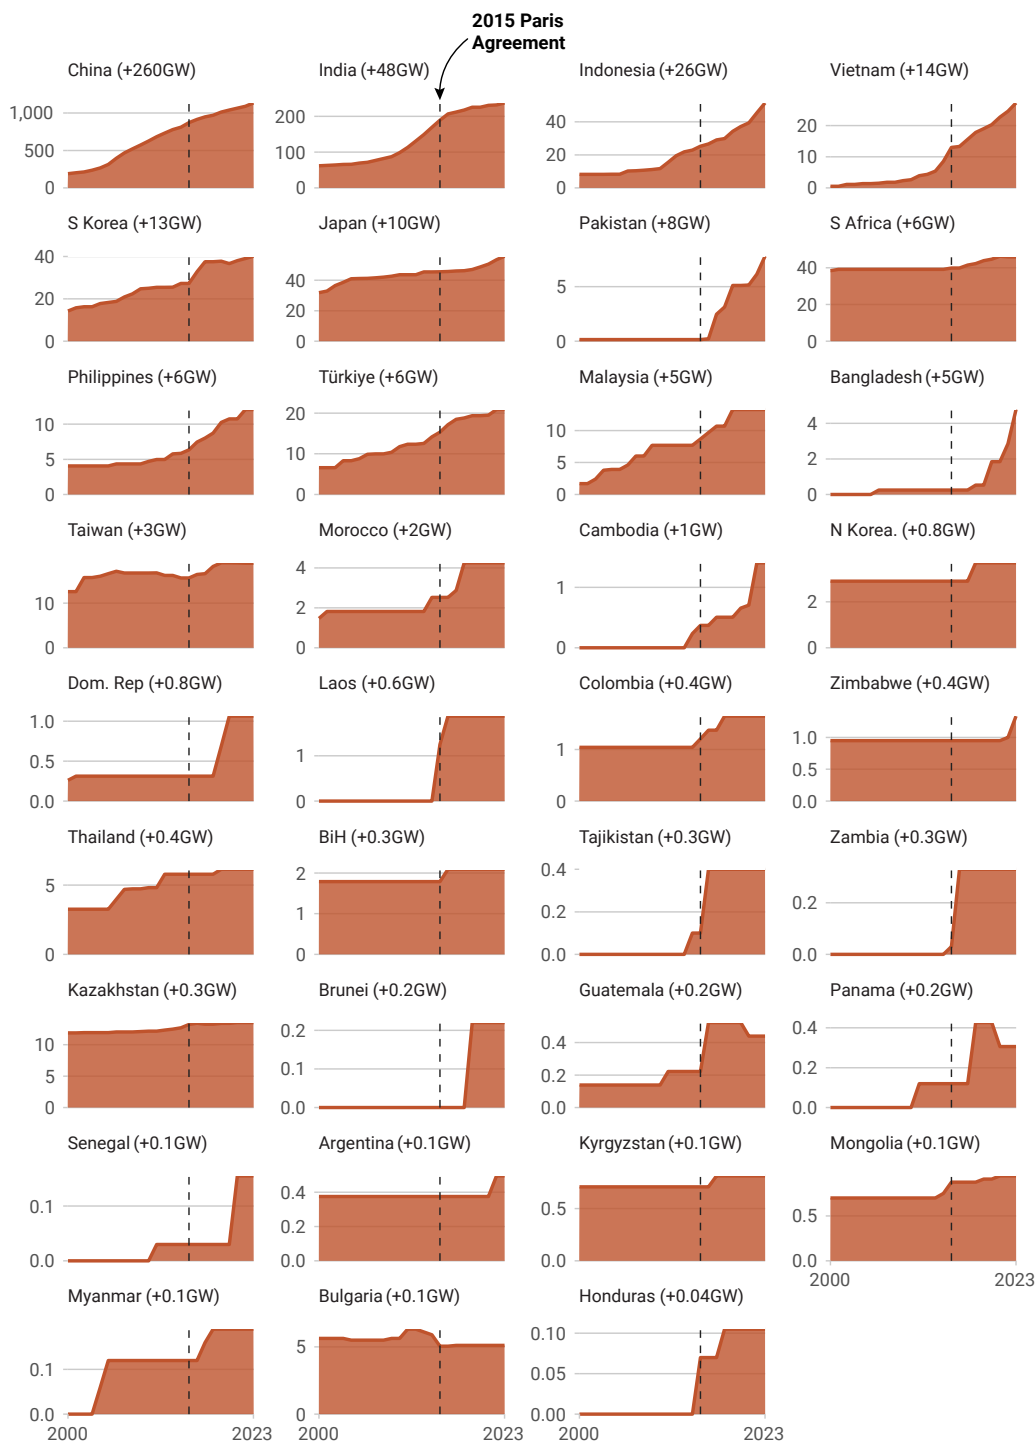 2015 Paris
Agreement
China (+260GW)
1,000
500
0
India (+48GW)
200
100
0
Indonesia (+26GW)
40
20
0
Vietnam (+14GW)
20
10
0
S Korea (+13GW)
40
20
0
Japan (+10GW)
40
20
0
Pakistan (+8GW)
5
0
S Africa (+6GW)
40
20
0
Philippines (+6GW)
10
5
0
Türkiye (+6GW)
20
10
0
Malaysia (+5GW)
10
5
0
Bangladesh (+5GW)
4
2
0
Taiwan (+3GW)
10
0
Morocco (+2GW)
4
2
0
Cambodia (+1GW)
1
0
N Korea. (+0.8GW)
2
0
Dom. Rep (+0.8GW)
1.0
0.5
0.0
Laos (+0.6GW)
1
0
Colombia (+0.4GW)
1
0
Zimbabwe (+0.4GW)
1.0
0.5
0.0
Thailand (+0.4GW)
5
0
BiH (+0.3GW)
2
1
0
Tajikistan (+0.3GW)
0.4
0.2
0.0
Zambia (+0.3GW)
0.2
0.0
Kazakhstan (+0.3GW)
10
5
0
Brunei (+0.2GW)
0.2
0.1
0.0
Guatemala (+0.2GW)
0.4
0.2
0.0
Panama (+0.2GW)
0.4
0.2
0.0
Senegal (+0.1GW)
0.1
0.0
Argentina (+0.1GW)
0.4
0.2
0.0
Kyrgyzstan (+0.1GW)
0.5
0.0
Mongolia (+0.1GW)
0.5
0.0
2000 2023
Myanmar (+0.1GW)
0.1
0.0
2000 2023
Bulgaria (+0.1GW)
5
0
2000 2023
Honduras (+0.04GW)
0.10
0.05
0.00
2000 2023